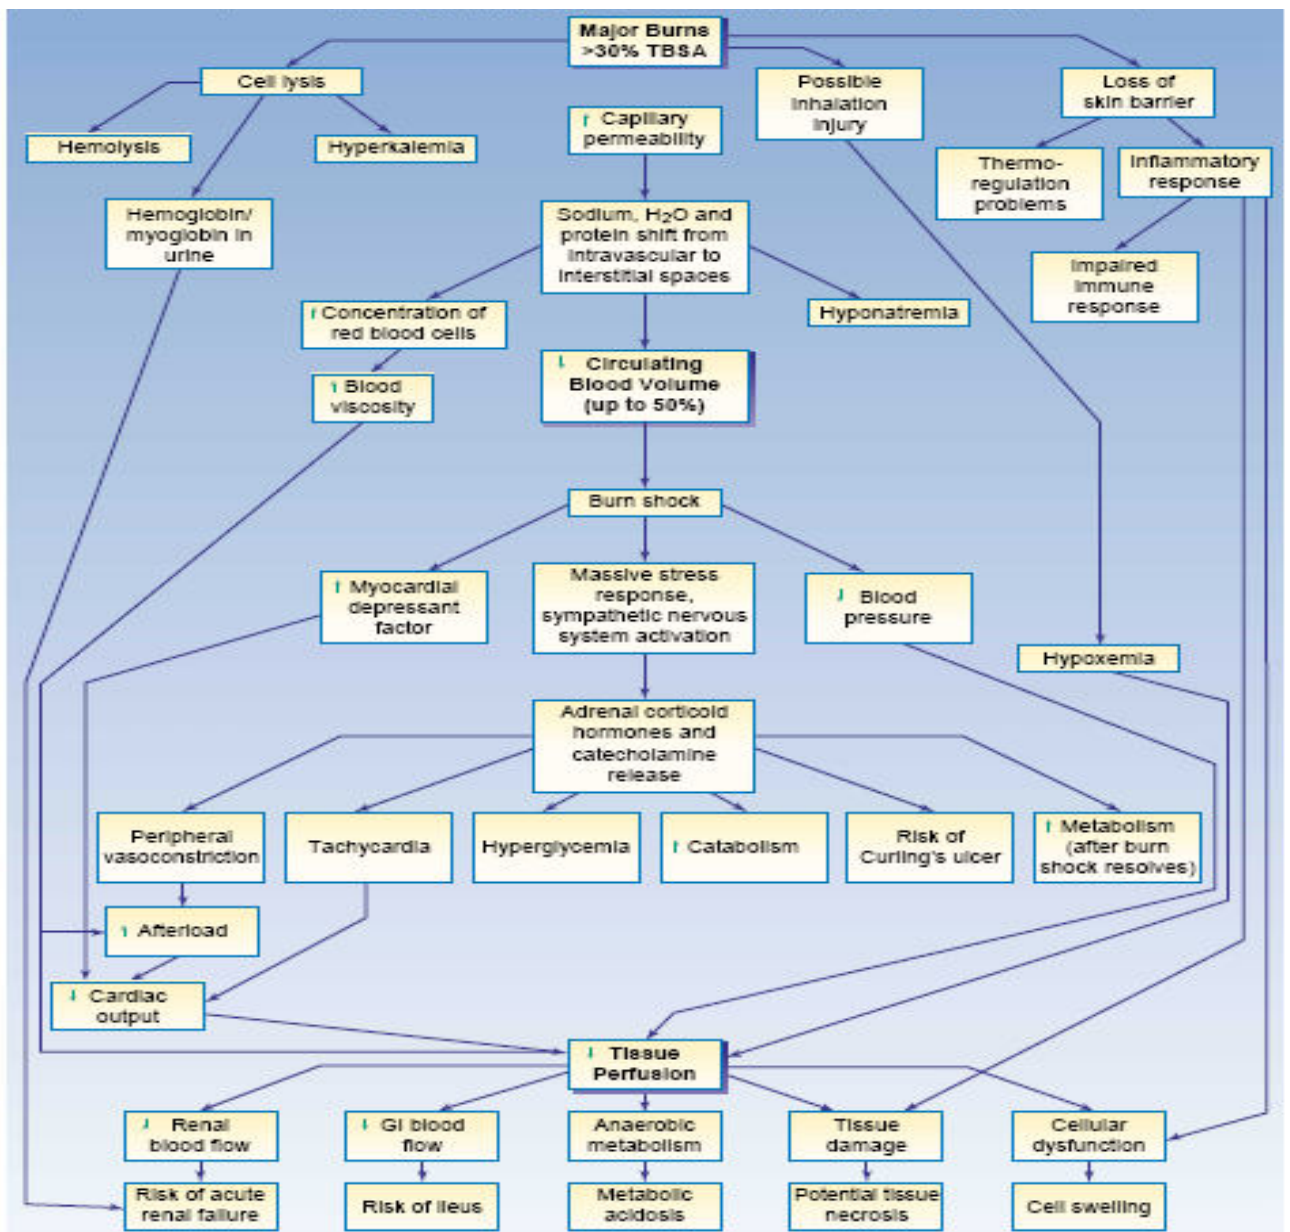 Major Burns
>30% TBSA
Cell lysis
Possible
inhalation
injury
Loss of
skin barrier
Hemolysis
Hyperkalemia
↑ Capillary
permeability
Thermo-
regulation
problems
Inflammatory
response
Hemoglobin/
myoglobin in
urine
Sodium, H₂O and
protein shift from
intravascular to
interstitial spaces
Impaired
immune
response
↑ Concentration of
red blood cells
Hyponatremia
↑ Blood
viscosity
↓ Circulating
Blood Volume
(up to 50%)
Burn shock
↑ Myocardial
depressant
factor
Massive stress
response,
sympathetic nervous
system activation
↓ Blood
pressure
Hypoxemia
Adrenal corticoid
hormones and
catecholamine
release
Peripheral
vasoconstriction
Tachycardia
Hyperglycemia
↑ Catabolism
Risk of
Curling's ulcer
↑ Metabolism
(after burn
shock resolves)
↑ Afterload
↓ Cardiac
output
↓ Tissue
Perfusion
↓ Renal
blood flow
↓ GI blood
flow
Anaerobic
metabolism
Tissue
damage
Cellular
dysfunction
Risk of acute
renal failure
Risk of ileus
Metabolic
acidosis
Potential tissue
necrosis
Cell swelling